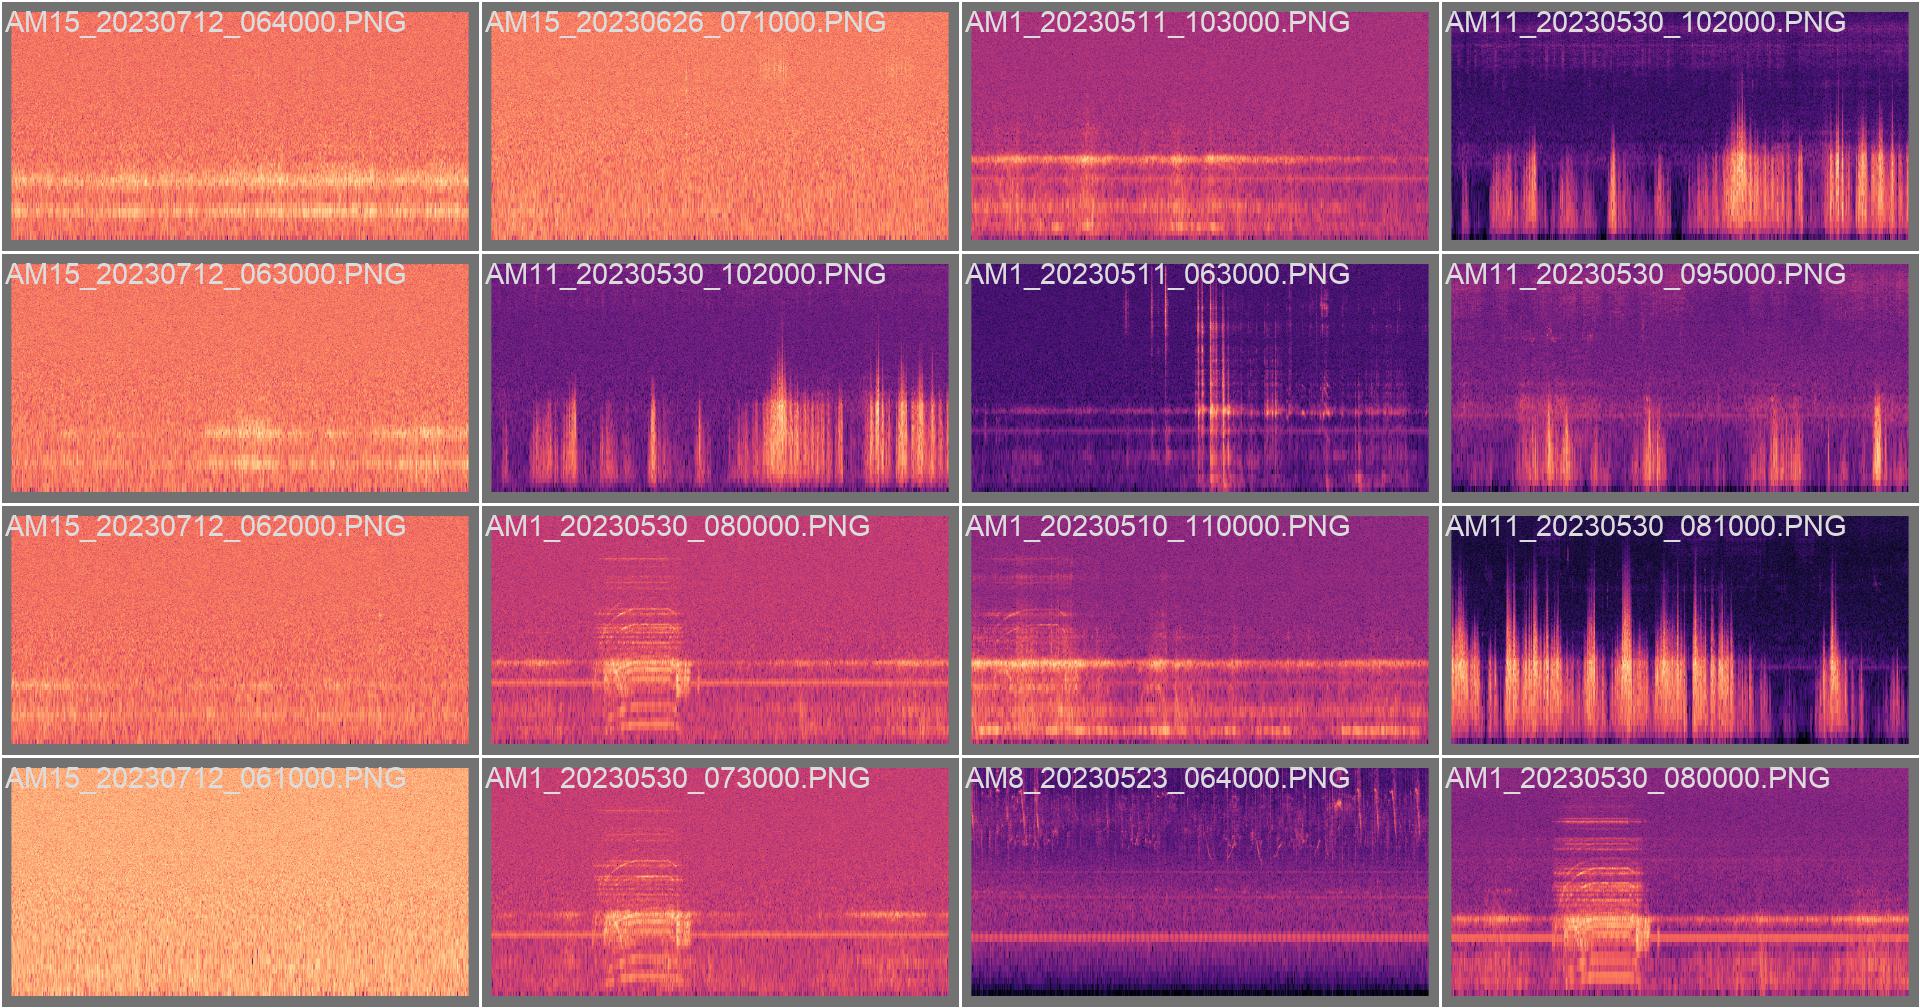 AM15_20230712_064000.PNG
AM15_20230626_071000.PNG
AM1_20230511_103000.PNG
AM11_20230530_102000.PNG
AM15_20230712_063000.PNG
AM11_20230530_102000.PNG
AM1_20230511_063000.PNG
AM11_20230530_095000.PNG
AM15_20230712_062000.PNG
AM1_20230530_080000.PNG
AM1_20230510_110000.PNG
AM11_20230530_081000.PNG
AM15_20230712_061000.PNG
AM1_20230530_073000.PNG
AM8_20230523_064000.PNG
AM1_20230530_080000.PNG